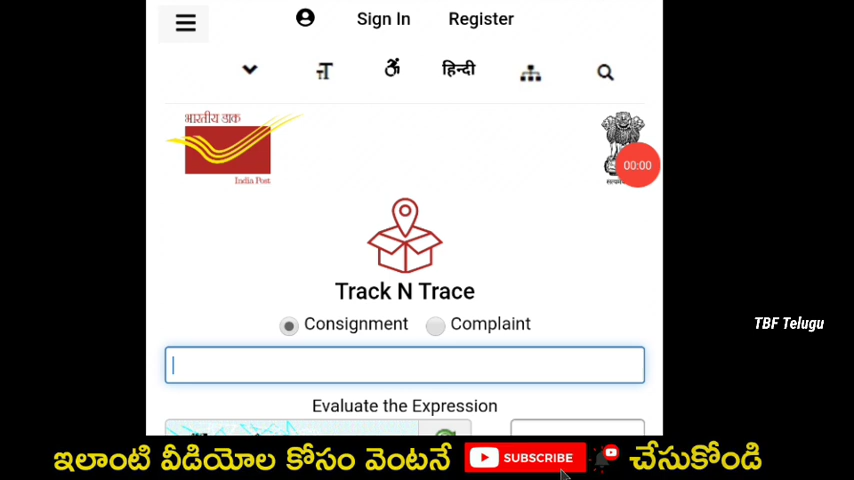 Sign In Register
T हिन्दी
भारतीय डाक
India Post
00:00
Track N Trace
Consignment Complaint
TBF Telugu
Evaluate the Expression
ఇలాంటి వీడియోల కోసం వెంటనే SUBSCRIBE చేసుకోండి